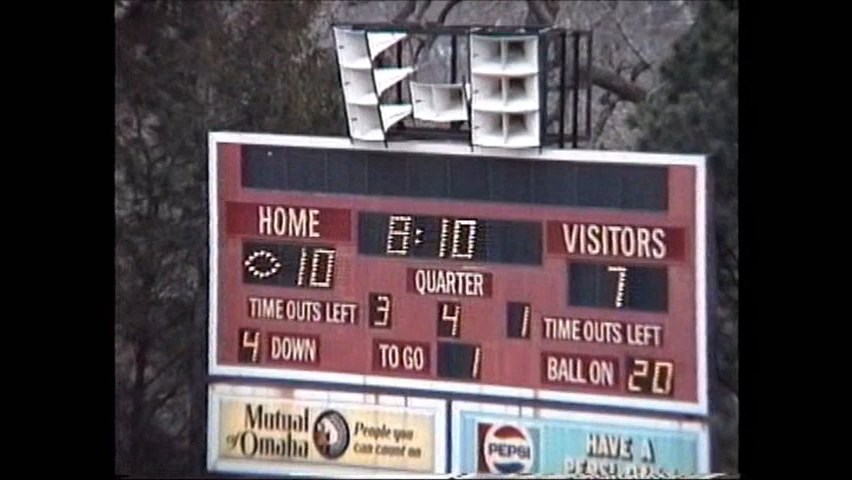 HOME 8:10 VISITORS
10 QUARTER 7
TIME OUTS LEFT 3 4 1 TIME OUTS LEFT
4 DOWN TO GO 1 BALL ON 20
Mutual of Omaha People you can count on
PEPSI HAVE A